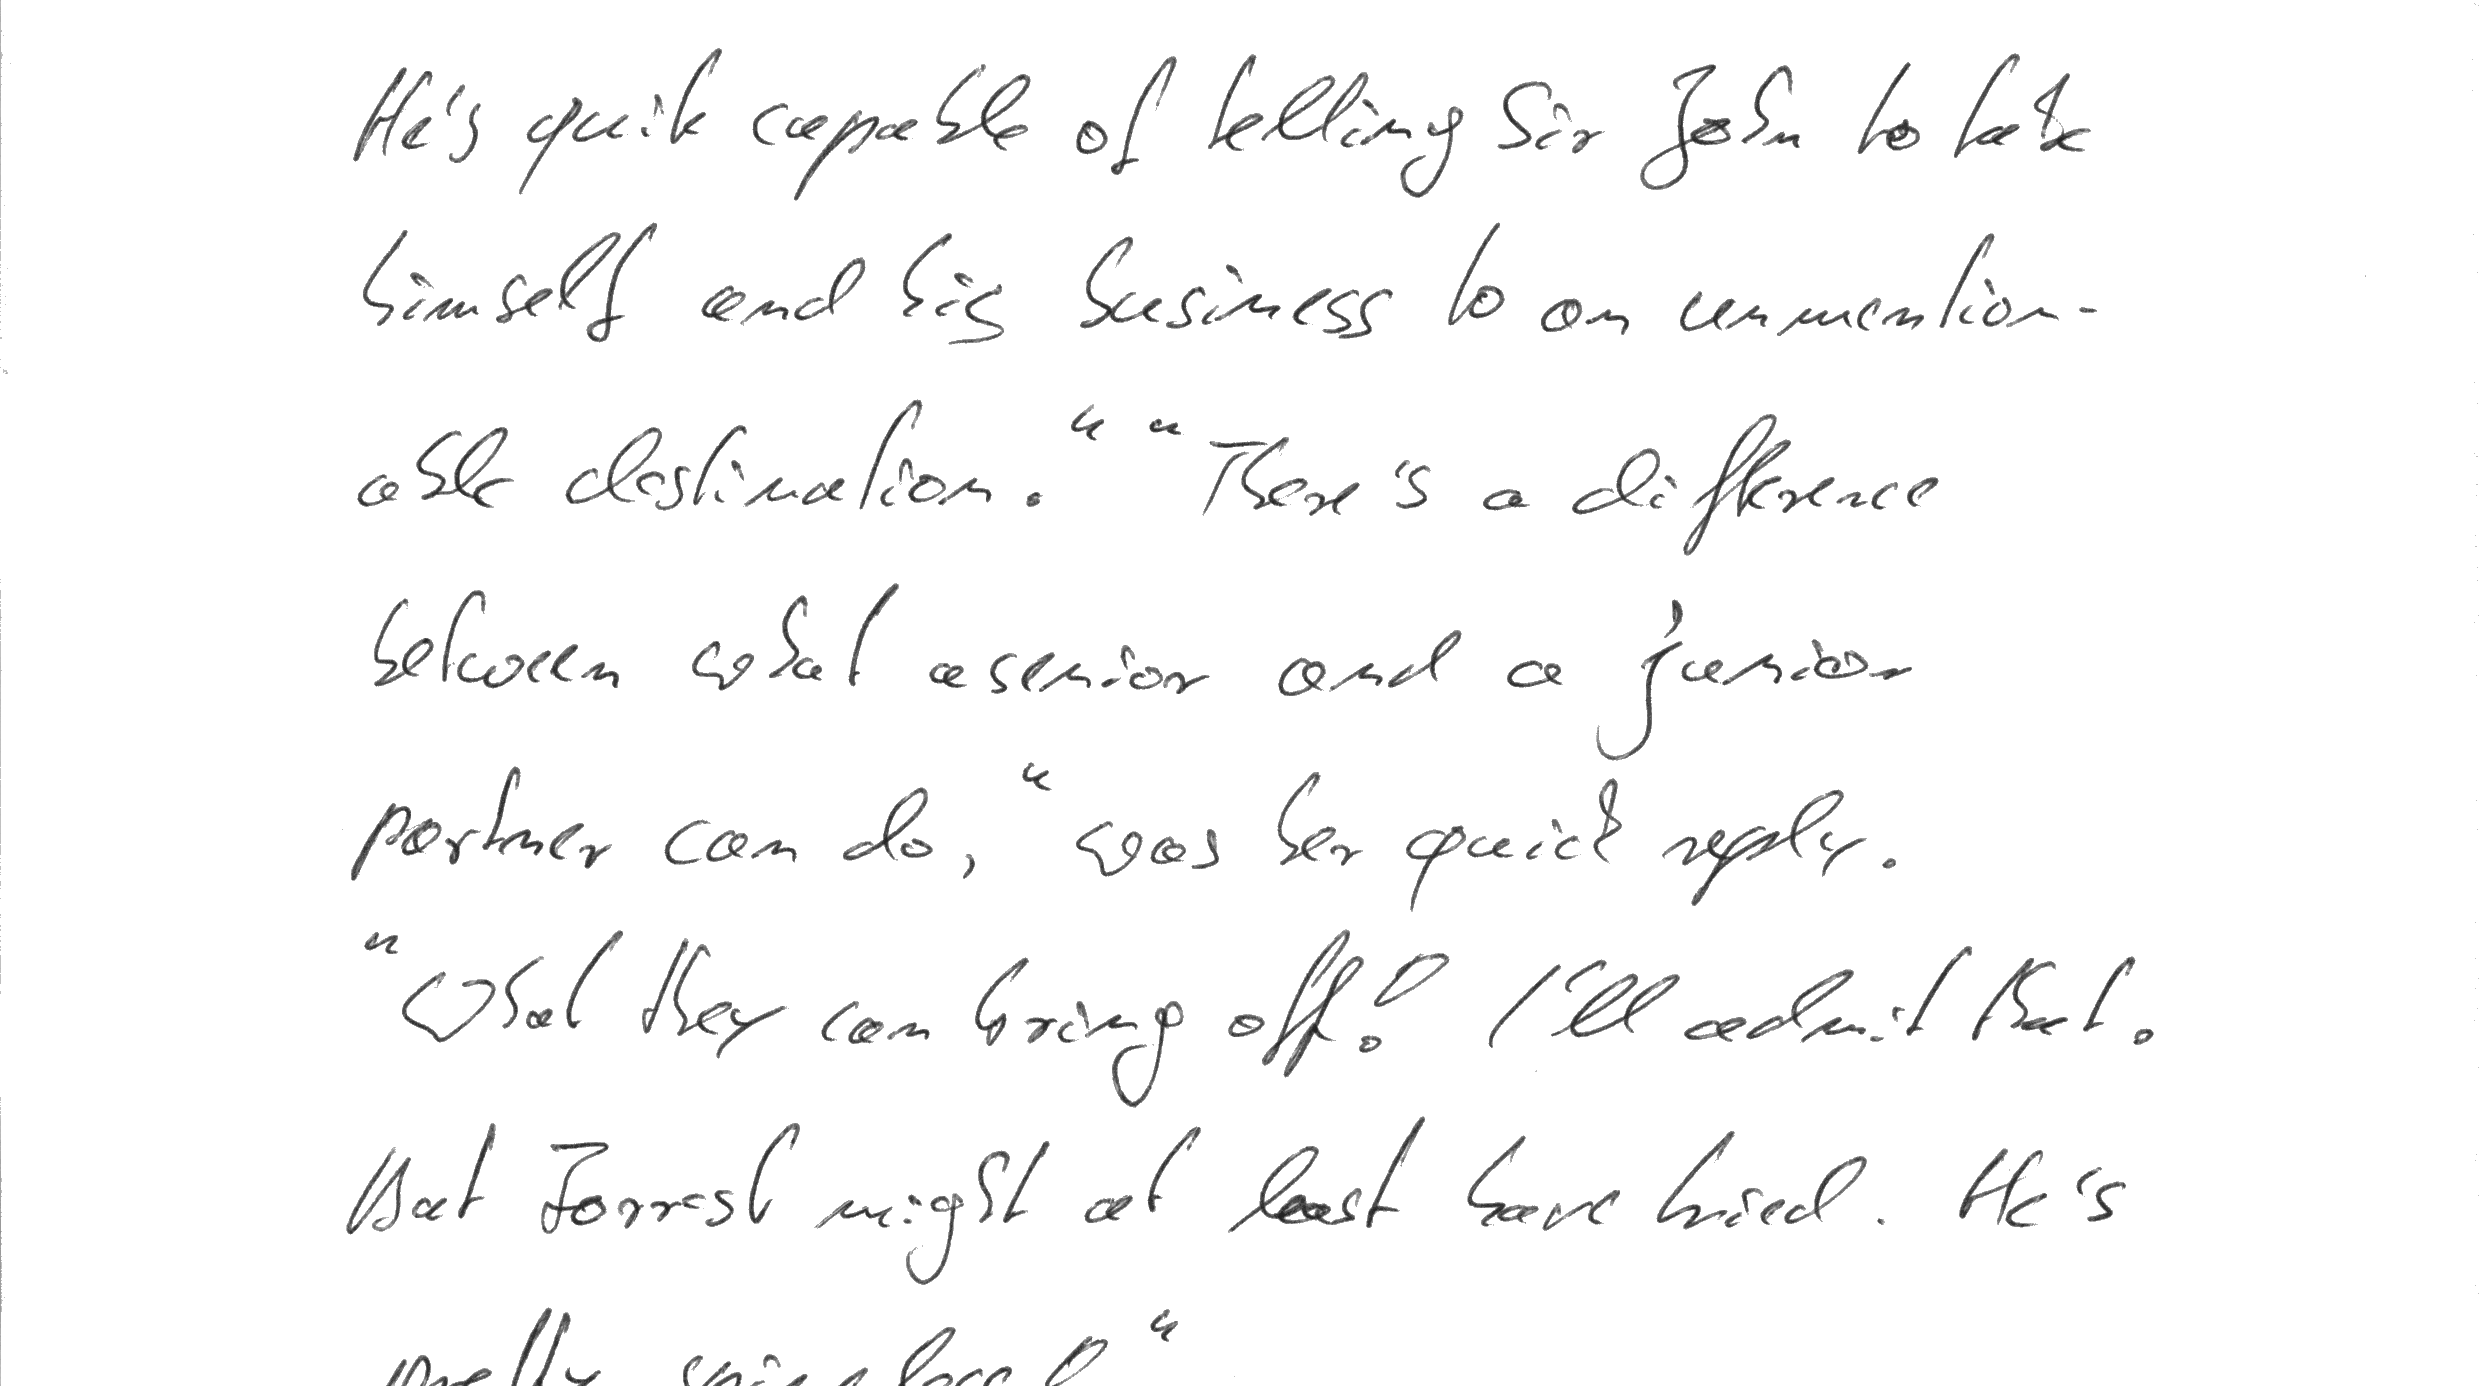 He's quite capable of telling Sir John to take
himself and his business to an unmention-
able destination." "There's a difference
between what a senior and a junior
partner can do," was her quick reply.
"What they can bring off? I'll admit that.
But Forrest might at least have tried. He's
pretty spineless!"